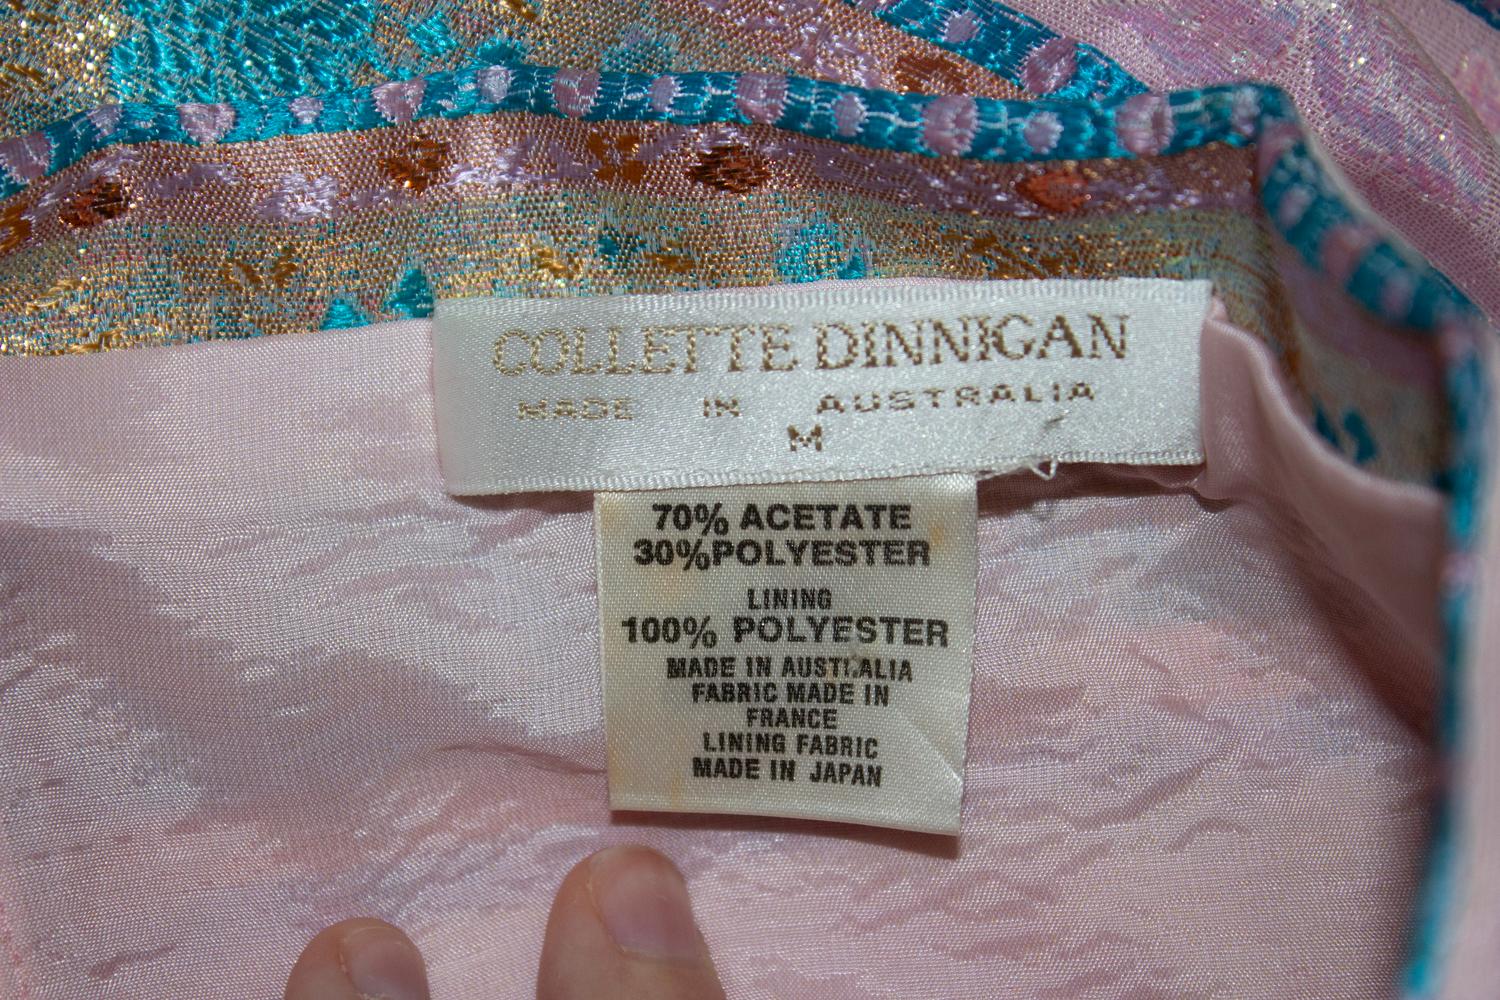 COLLETTE DINNIGAN
MADE IN AUSTRALIA
M
70% ACETATE
30%POLYESTER
LINING
100% POLYESTER
MADE IN AUSTRALIA
FABRIC MADE IN
FRANCE
LINING FABRIC
MADE IN JAPAN